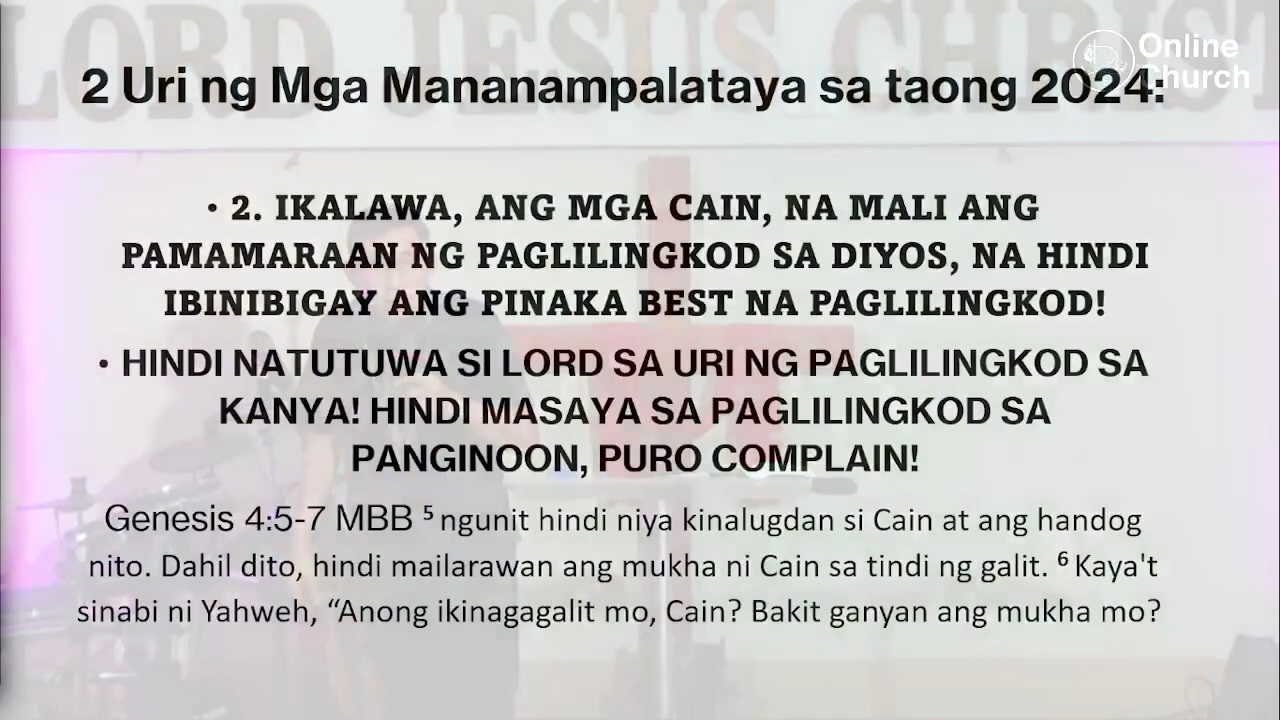 LORD JESUS CHRIST
Online
Church
2 Uri ng Mga Mananampalataya sa taong 2024:
• 2. IKALAWA, ANG MGA CAIN, NA MALI ANG
PAMAMARAAN NG PAGLILINGKOD SA DIYOS, NA HINDI
IBINIBIGAY ANG PINAKA BEST NA PAGLILINGKOD!
• HINDI NATUTUWA SI LORD SA URI NG PAGLILINGKOD SA
KANYA! HINDI MASAYA SA PAGLILINGKOD SA
PANGINOON, PURO COMPLAIN!
Genesis 4:5-7 MBB ⁵ ngunit hindi niya kinalugdan si Cain at ang handog
nito. Dahil dito, hindi mailarawan ang mukha ni Cain sa tindi ng galit. ⁶ Kaya't
sinabi ni Yahweh, “Anong ikinagagalit mo, Cain? Bakit ganyan ang mukha mo?